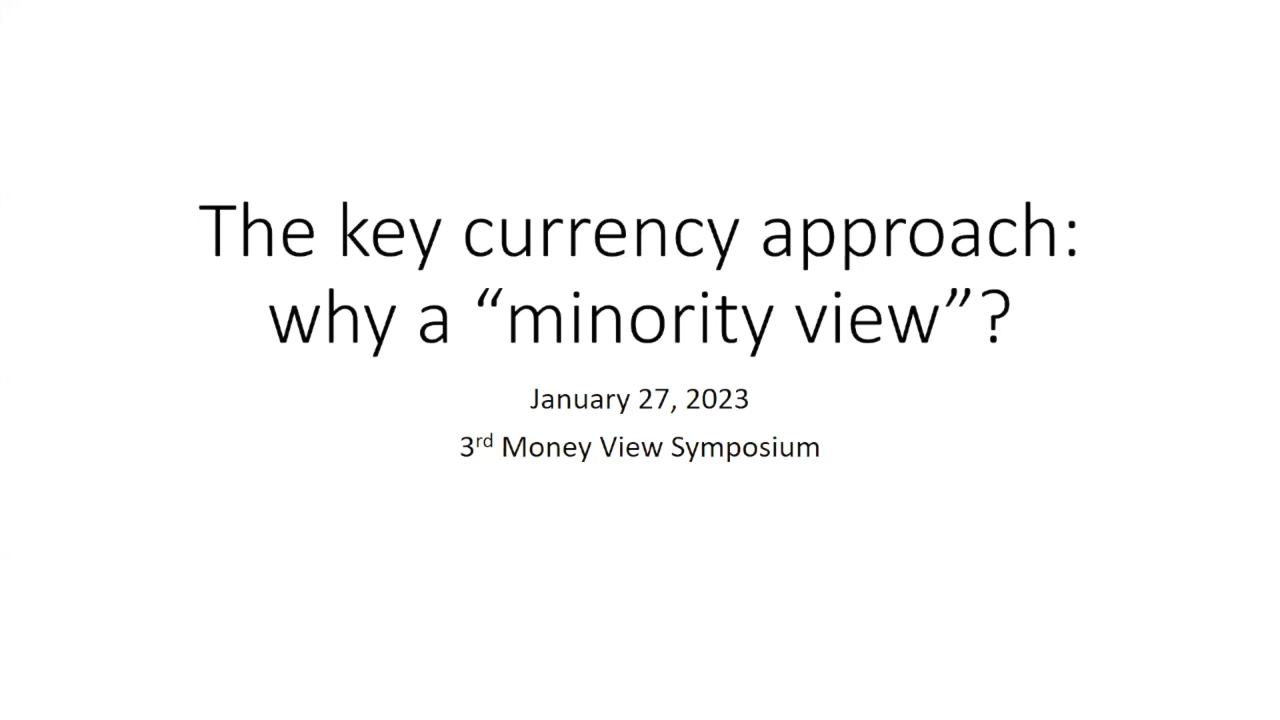 The key currency approach:
why a “minority view”?
January 27, 2023
3rd Money View Symposium